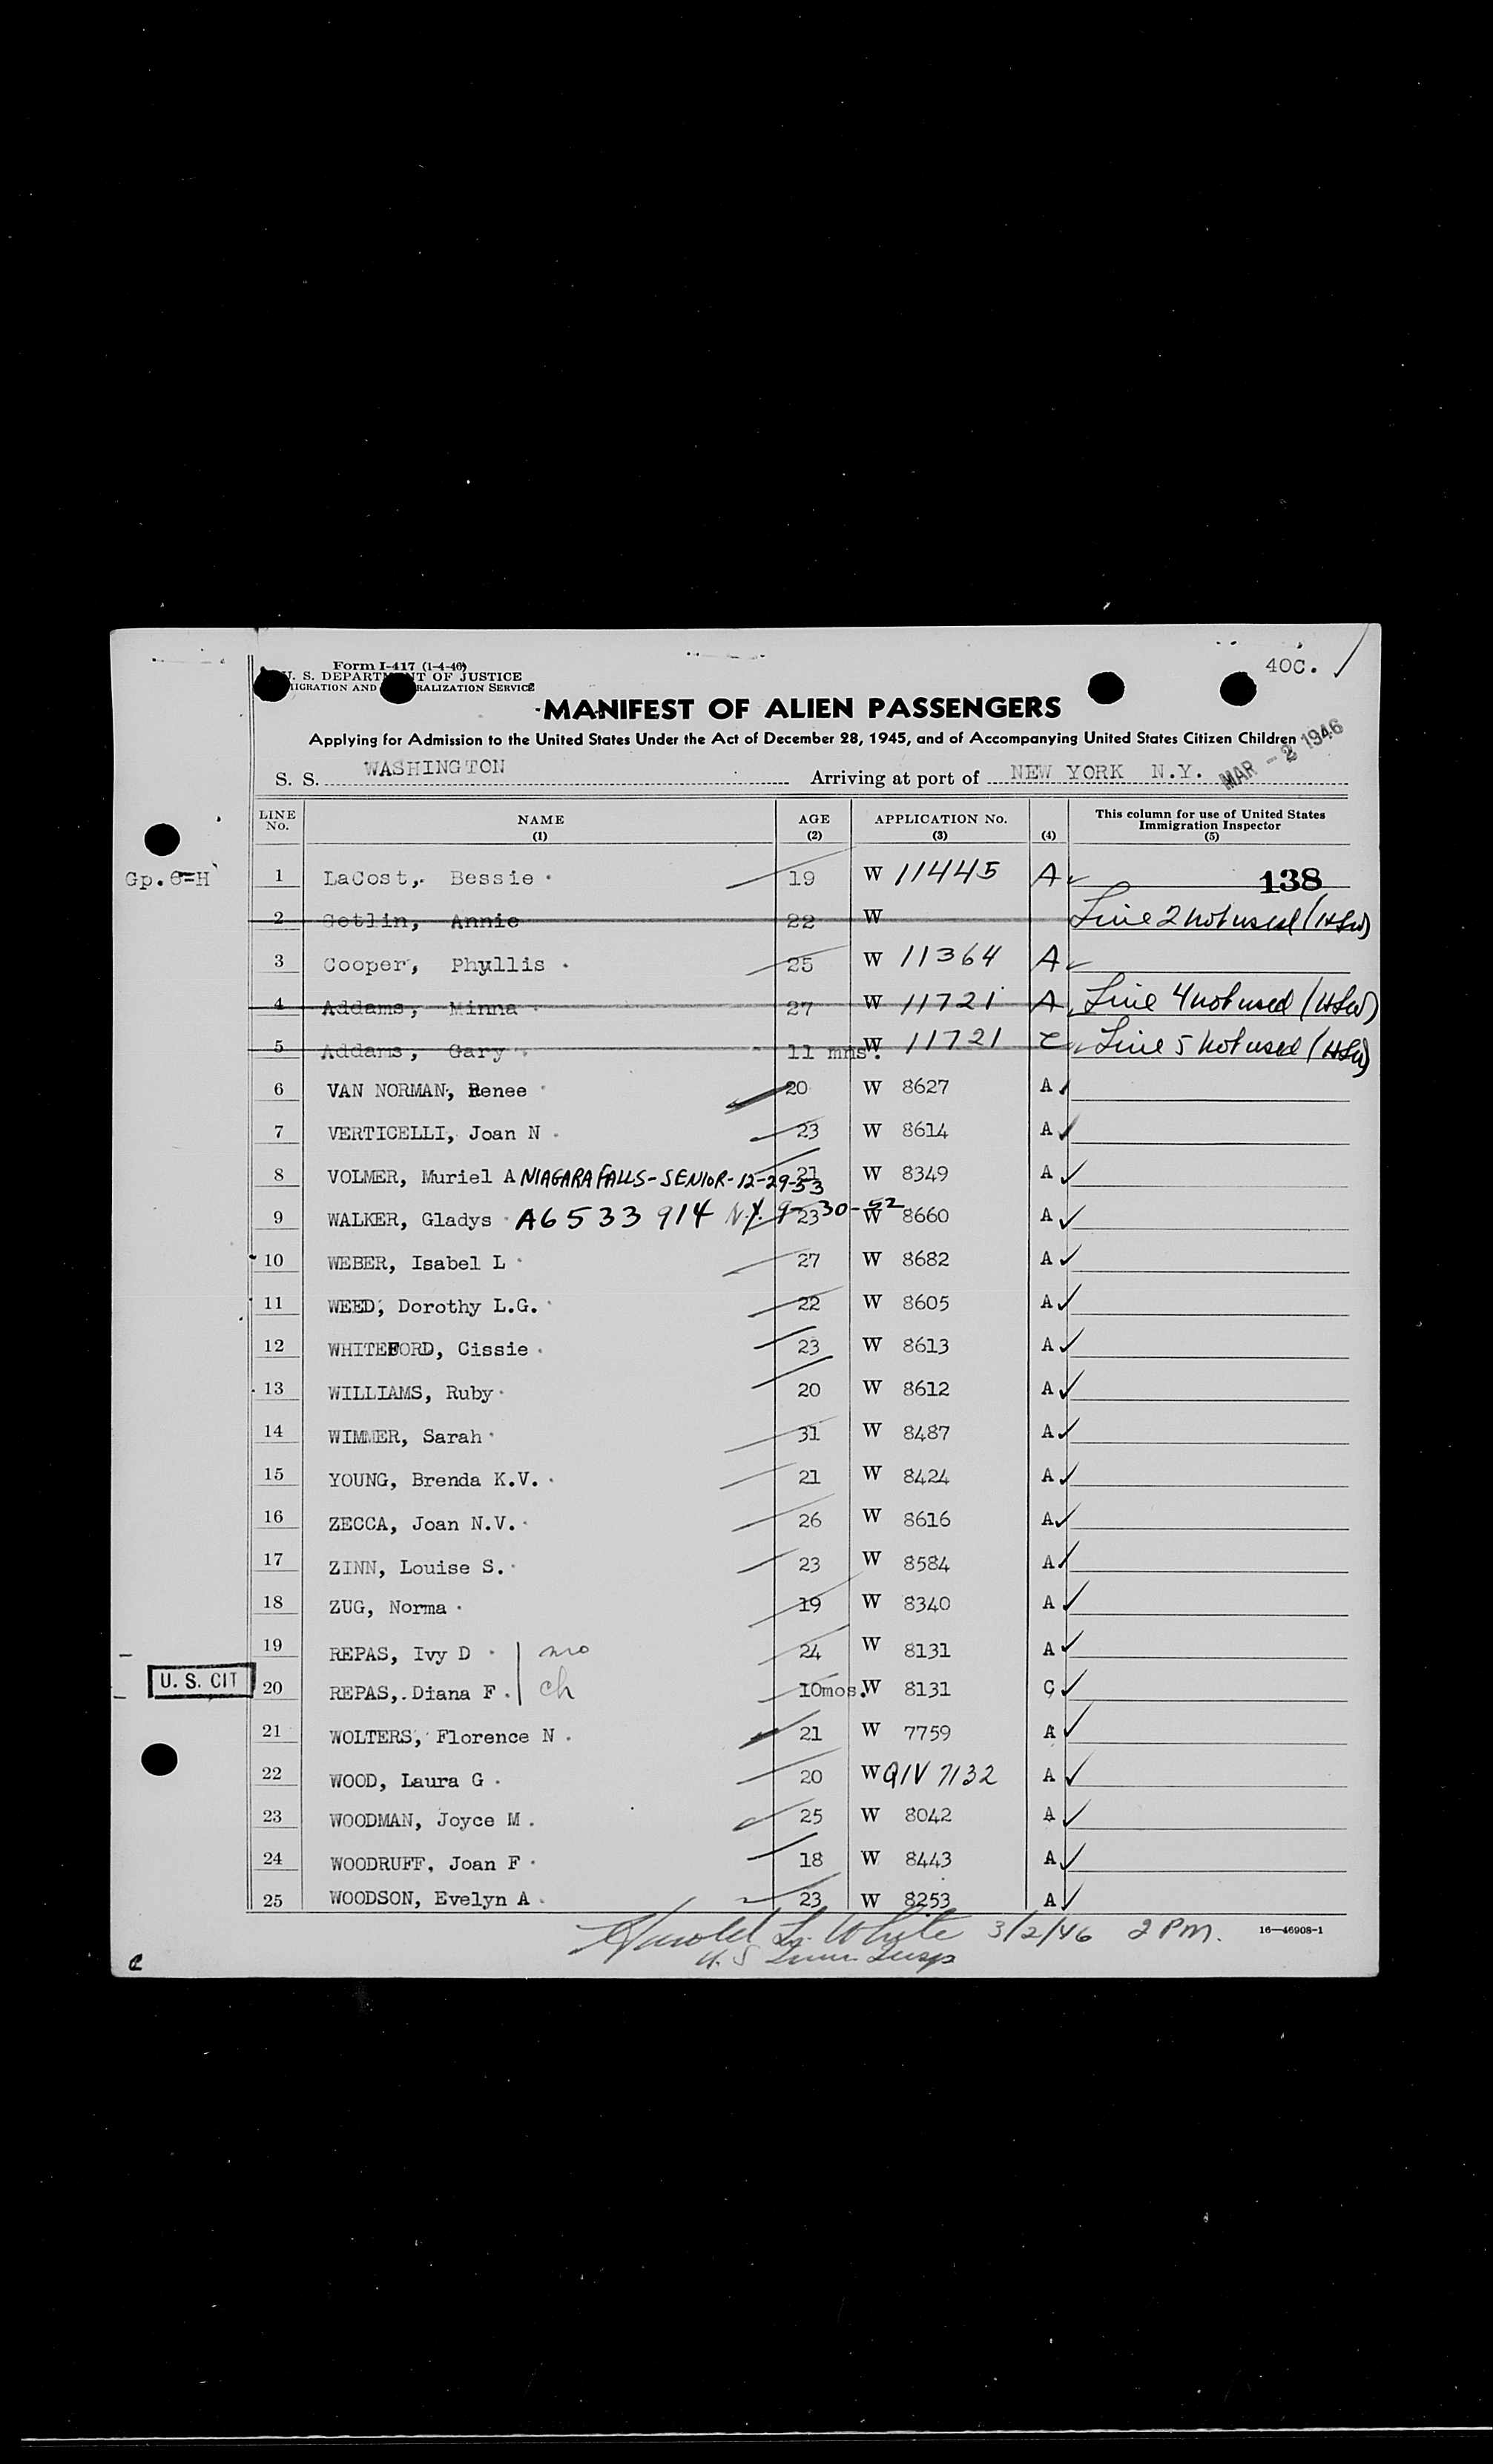 Form I-417 (1-4-46)
U. S. DEPARTMENT OF JUSTICE
IGRATION AND RALIZATION SERVICE
40C. /
MANIFEST OF ALIEN PASSENGERS
Applying for Admission to the United States Under the Act of December 28, 1945, and of Accompanying United States Citizen Children
S. S. WASHINGTON Arriving at port of NEW YORK N.Y. MAR - 2 1946
LINE No. NAME (1) AGE (2) APPLICATION No. (3) (4) This column for use of United States Immigration Inspector (5)
Gp. H 1 LaCost, Bessie 19 W 11445 A 138
2 Gotlin, Annie 22 W Line 2 not used (HLW)
3 Cooper, Phyllis 25 W 11364 A
4 Addams, Minna 27 W 11721 A Line 4 not used (HLW)
5 Addams, Gary 11 mns. W 11721 C Line 5 not used (HLW)
6 VAN NORMAN, Renee 20 W 8627 A
7 VERTICELLI, Joan N 23 W 8614 A
8 VOLMER, Muriel A NIAGARA FALLS-SENIOR-12-29-53 21 W 8349 A
9 WALKER, Gladys A6533914 N.Y. 9-30-52 23 W 8660 A
10 WEBER, Isabel L 27 W 8682 A
11 WEED, Dorothy L.G. 22 W 8605 A
12 WHITEFORD, Cissie 23 W 8613 A
13 WILLIAMS, Ruby 20 W 8612 A
14 WIMMER, Sarah 31 W 8487 A
15 YOUNG, Brenda K.V. 21 W 8424 A
16 ZECCA, Joan N.V. 26 W 8616 A
17 ZINN, Louise S. 23 W 8584 A
18 ZUG, Norma 19 W 8340 A
19 REPAS, Ivy D mo 24 W 8131 A
U. S. CIT 20 REPAS, Diana F. ch 10mos. W 8131 C
21 WOLTERS, Florence N. 21 W 7759 A
22 WOOD, Laura G. 20 W QIV 7132 A
23 WOODMAN, Joyce M. 25 W 8042 A
24 WOODRUFF, Joan F 18 W 8443 A
25 WOODSON, Evelyn A 23 W 8253 A
Harold L. White 3/2/46 2 PM. 16—46908-1
U. S Imm. Insp